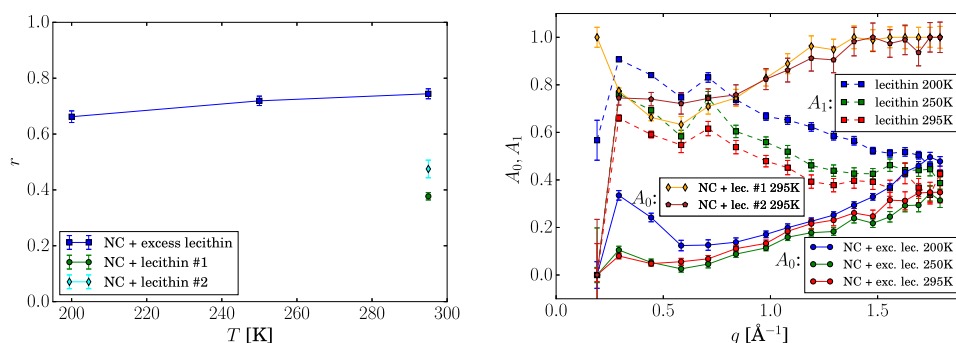 1.0
0.8
0.6
0.4
0.2
0.0
r
200
220
240
260
280
300
T [K]
NC + excess lecithin
NC + lecithin #1
NC + lecithin #2
1.0
0.8
0.6
0.4
0.2
0.0
A₀, A₁
0.0
0.5
1.0
1.5
q [Å⁻¹]
A₁:
lecithin 200K
lecithin 250K
lecithin 295K
A₀:
NC + lec. #1 295K
NC + lec. #2 295K
A₀:
NC + exc. lec. 200K
NC + exc. lec. 250K
NC + exc. lec. 295K